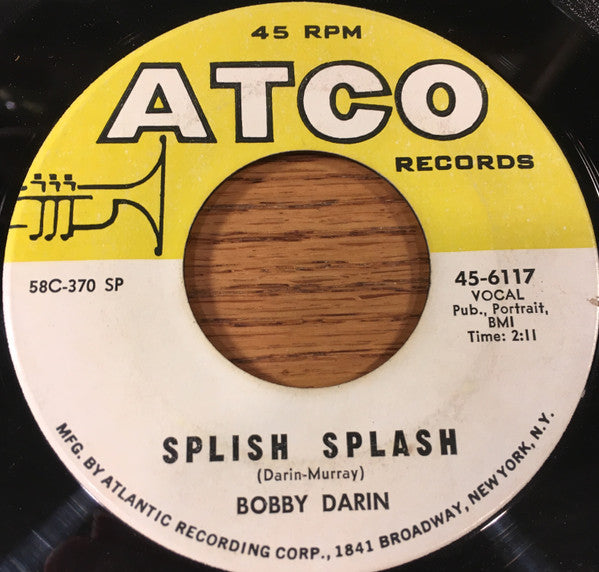 45 RPM
ATCO
RECORDS
58C-370 SP
45-6117
VOCAL
Pub., Portrait,
BMI
Time: 2:11
SPLISH SPLASH
(Darin-Murray)
BOBBY DARIN
MFG. BY ATLANTIC RECORDING CORP., 1841 BROADWAY, NEW YORK, N.Y.